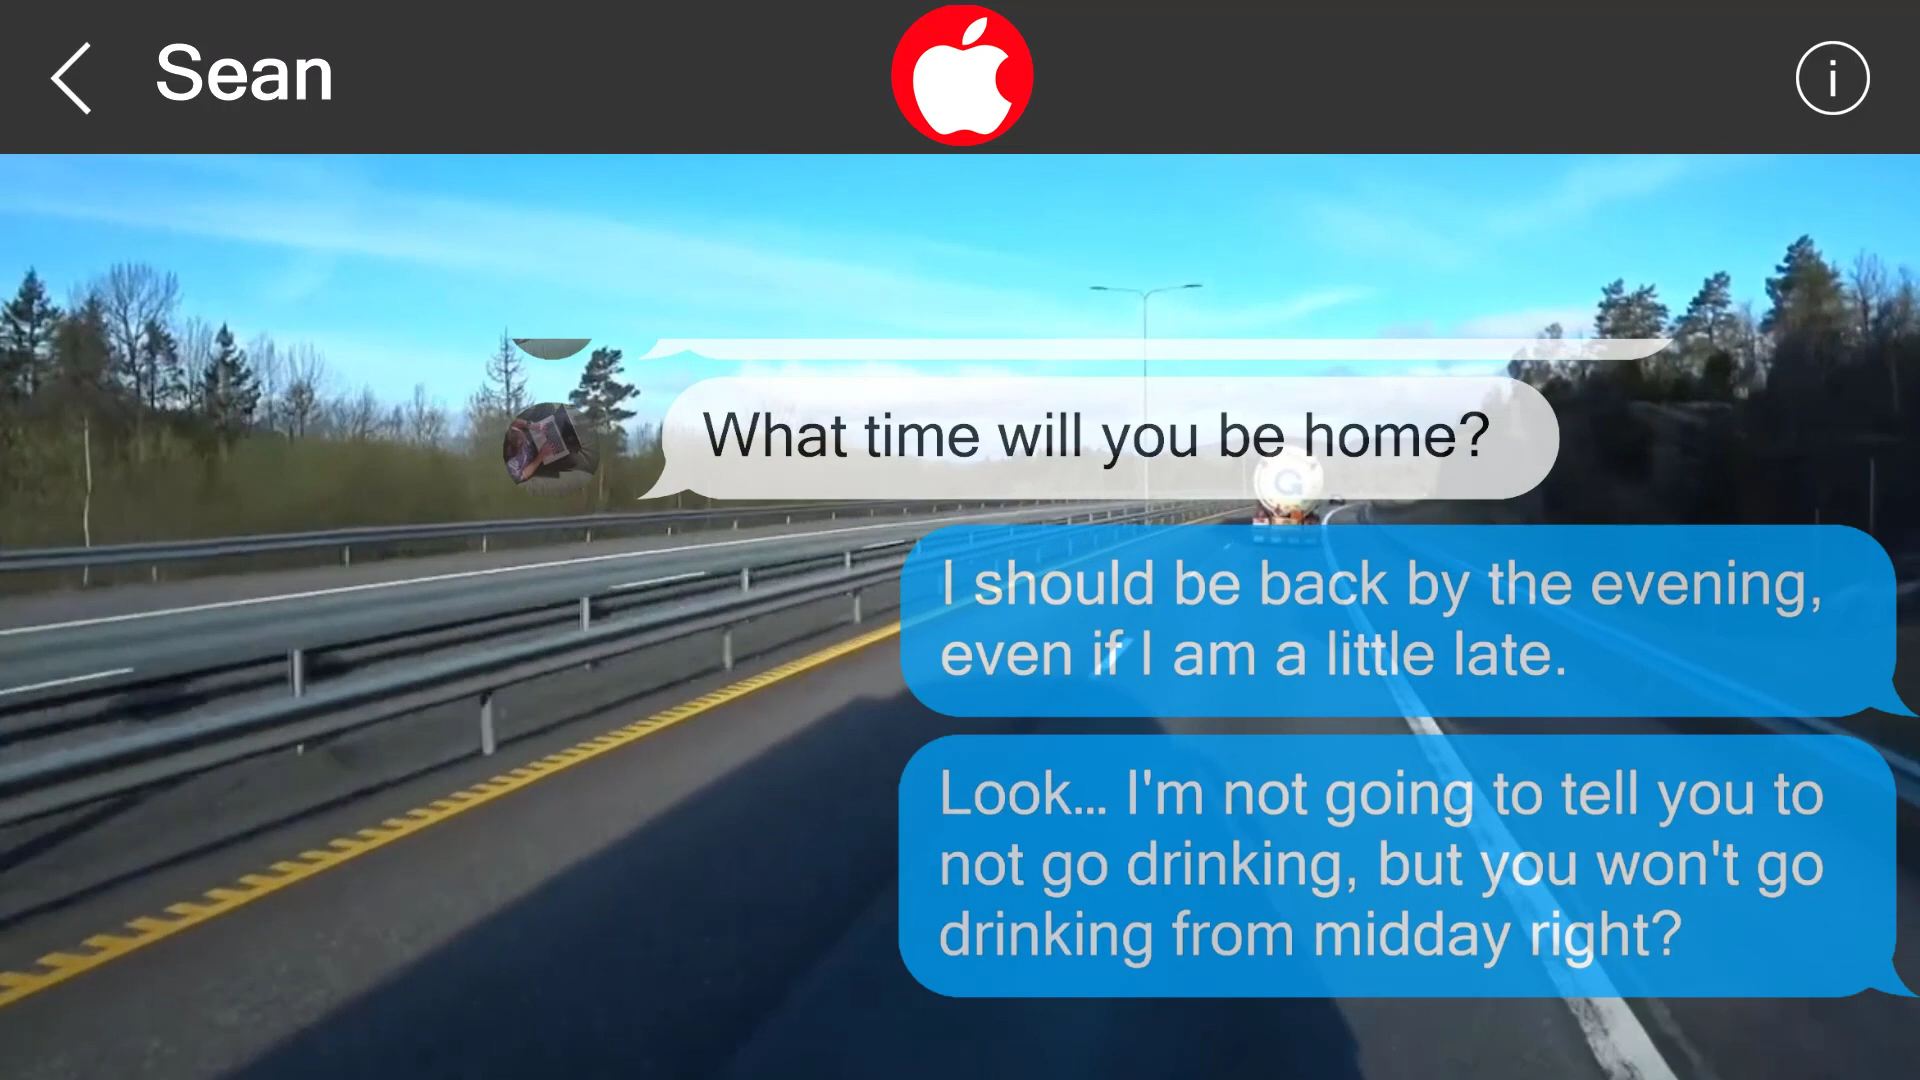 Sean
What time will you be home?
G
I should be back by the evening,
even if I am a little late.
Look... I'm not going to tell you to
not go drinking, but you won't go
drinking from midday right?